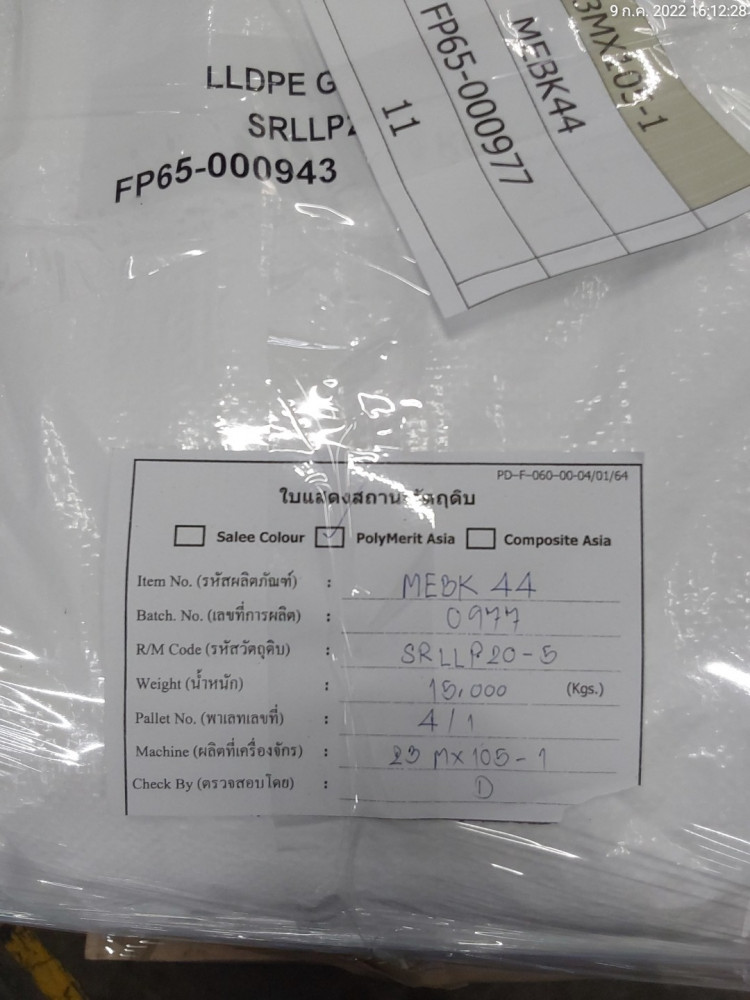 9 ก.ค. 2022 16:12:28
LLDPE G
SRLLP2
FP65-000943
3MX105-1
MEBK44
FP65-000977
11
PD-F-060-00-04/01/64
ใบแสดงสถานะวัตถุดิบ
Salee Colour PolyMerit Asia Composite Asia
Item No. (รหัสผลิตภัณฑ์) : MEBK 44
Batch. No. (เลขที่การผลิต) : 0977
R/M Code (รหัสวัตถุดิบ) : SRLLP20-5
Weight (น้ำหนัก) : 15,000 (Kgs.)
Pallet No. (พาเลทเลขที่) : 4/1
Machine (ผลิตที่เครื่องจักร) : 23 MX105-1
Check By (ตรวจสอบโดย) : D